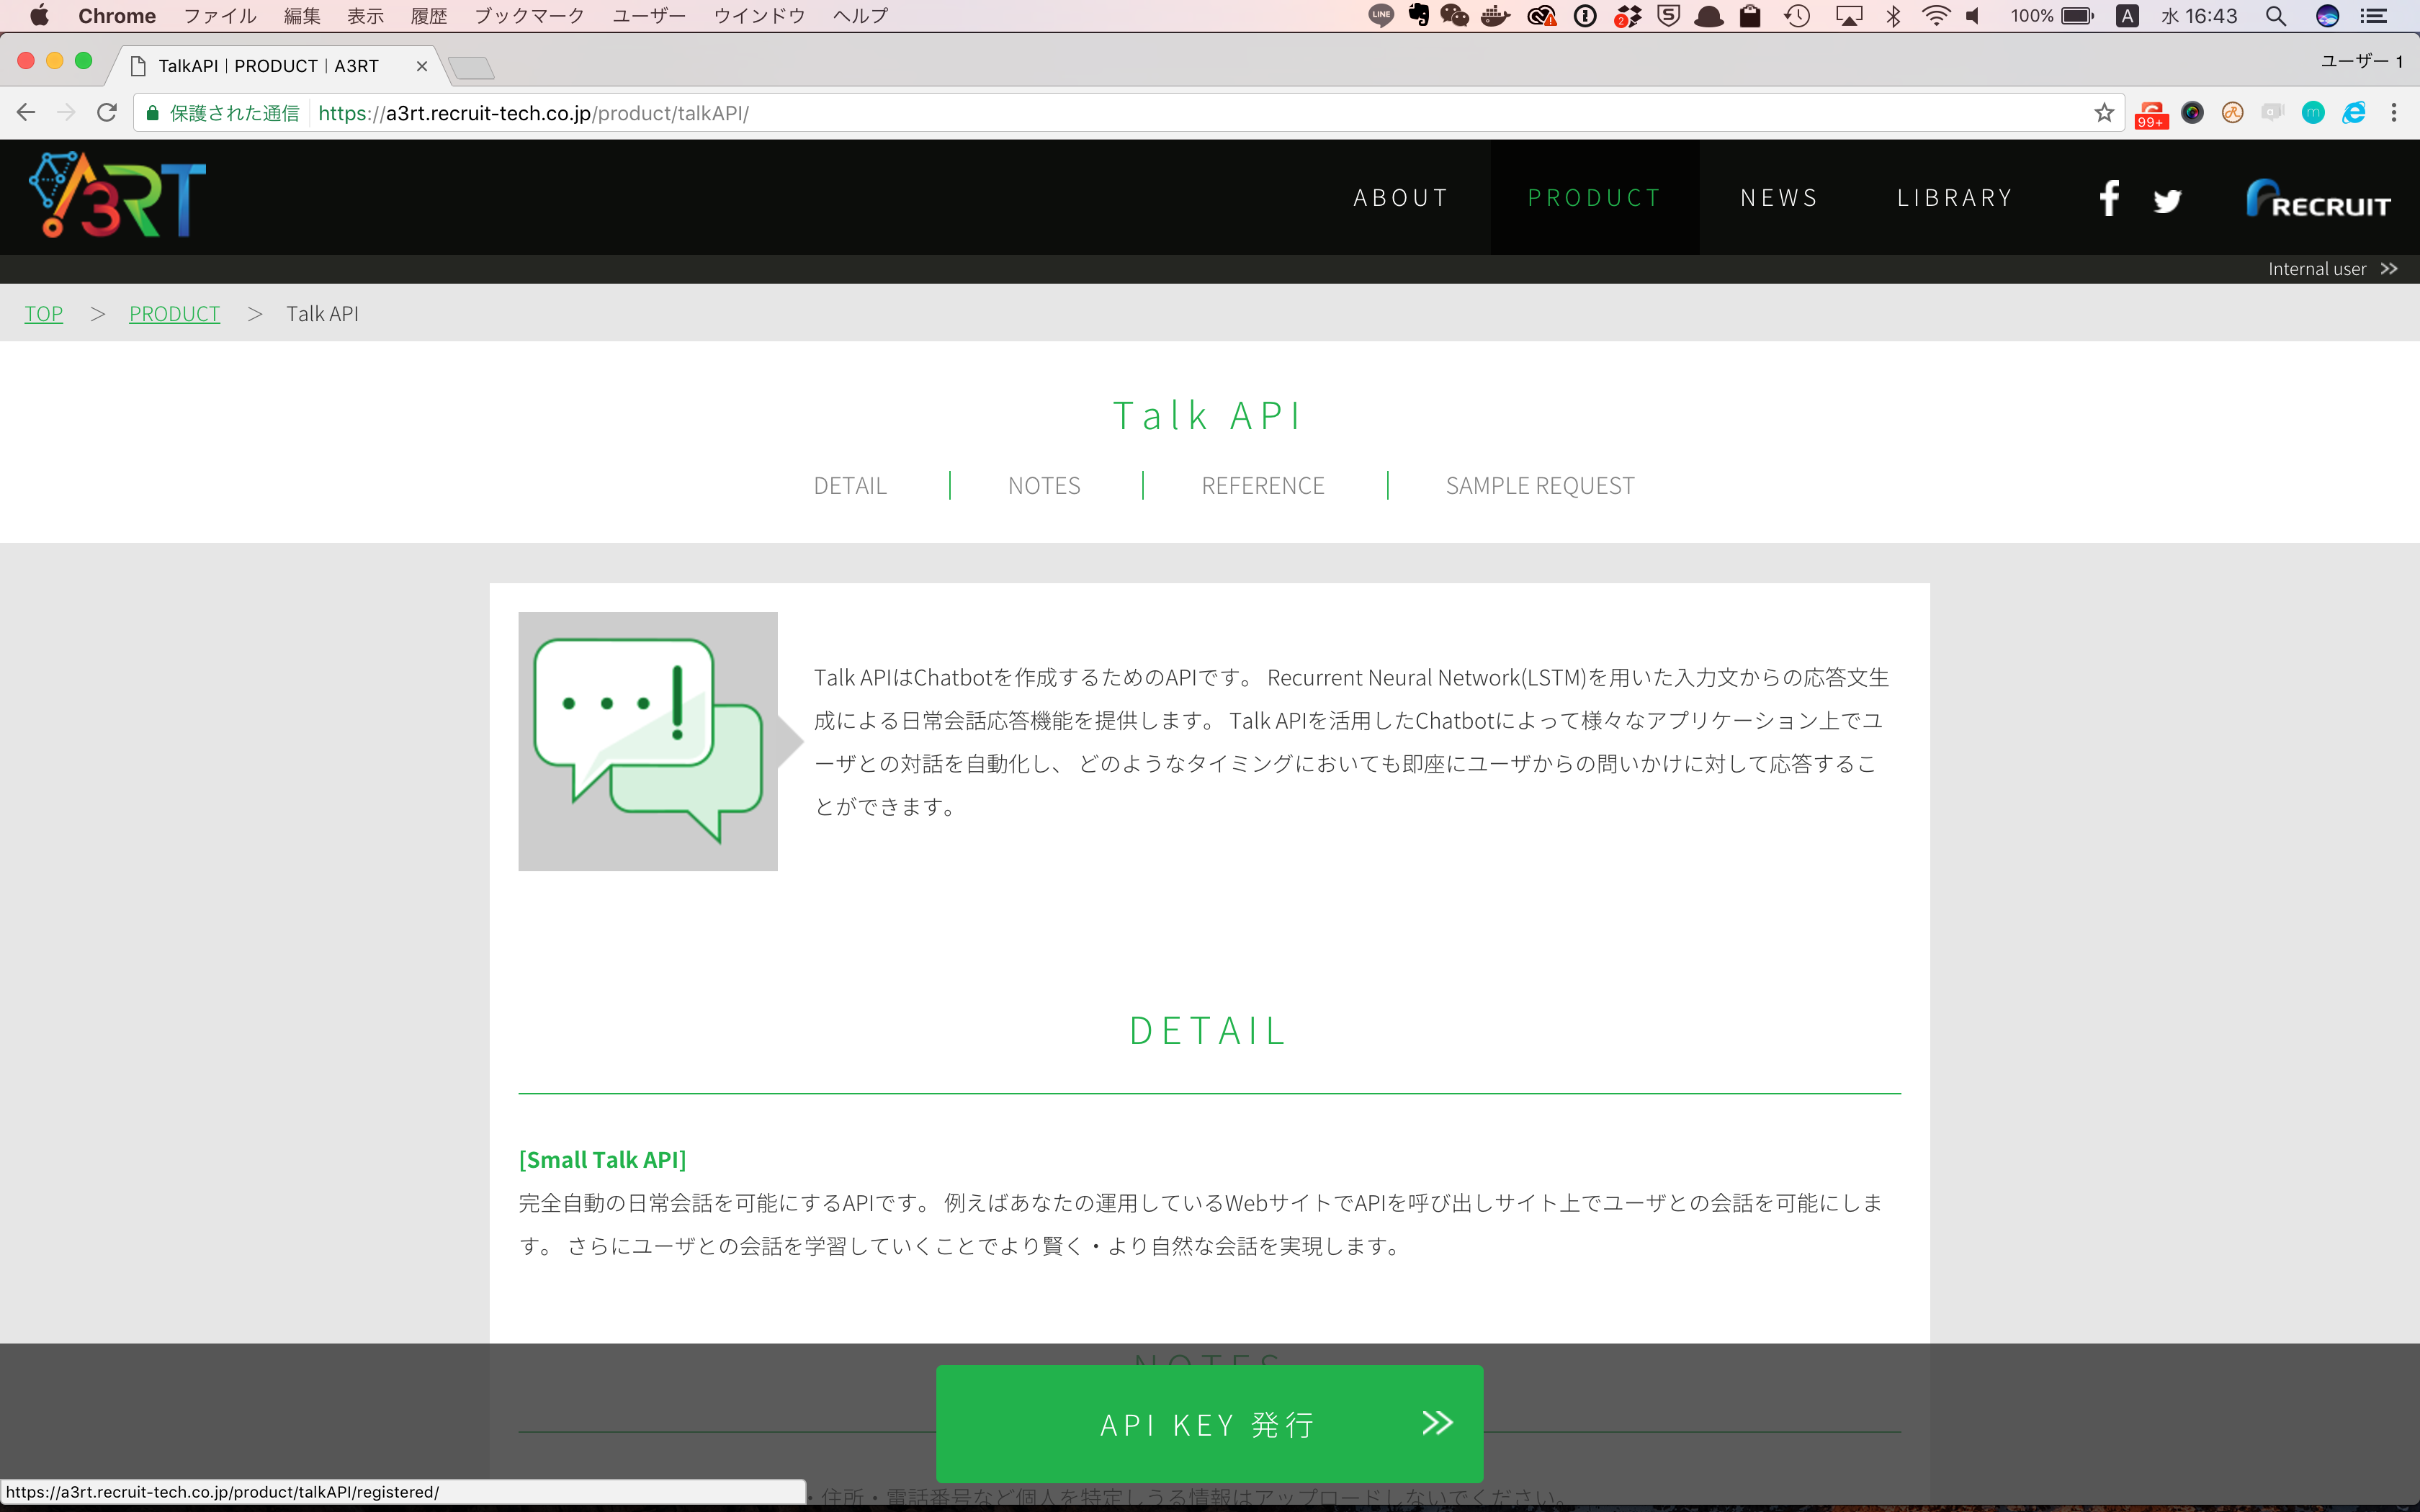 Chrome ファイル 編集 表示 履歴 ブックマーク ユーザー ウインドウ ヘルプ LINE 2 100% A 水 16:43
TalkAPI | PRODUCT | A3RT ユーザー 1
保護された通信 https://a3rt.recruit-tech.co.jp/product/talkAPI/ 99+ m
A3RT ABOUT PRODUCT NEWS LIBRARY RECRUIT
Internal user
TOP > PRODUCT > Talk API
Talk API
DETAIL | NOTES | REFERENCE | SAMPLE REQUEST
Talk APIはChatbotを作成するためのAPIです。 Recurrent Neural Network(LSTM)を用いた入力文からの応答文生
成による日常会話応答機能を提供します。 Talk APIを活用したChatbotによって様々なアプリケーション上でユ
ーザとの対話を自動化し、 どのようなタイミングにおいても即座にユーザからの問いかけに対して応答するこ
とができます。
DETAIL
[Small Talk API]
完全自動の日常会話を可能にするAPIです。 例えばあなたの運用しているWebサイトでAPIを呼び出しサイト上でユーザとの会話を可能にしま
す。 さらにユーザとの会話を学習していくことでより賢く・より自然な会話を実現します。
NOTES
API KEY 発行
・住所・電話番号など個人を特定しうる情報はアップロードしないでください。
https://a3rt.recruit-tech.co.jp/product/talkAPI/registered/